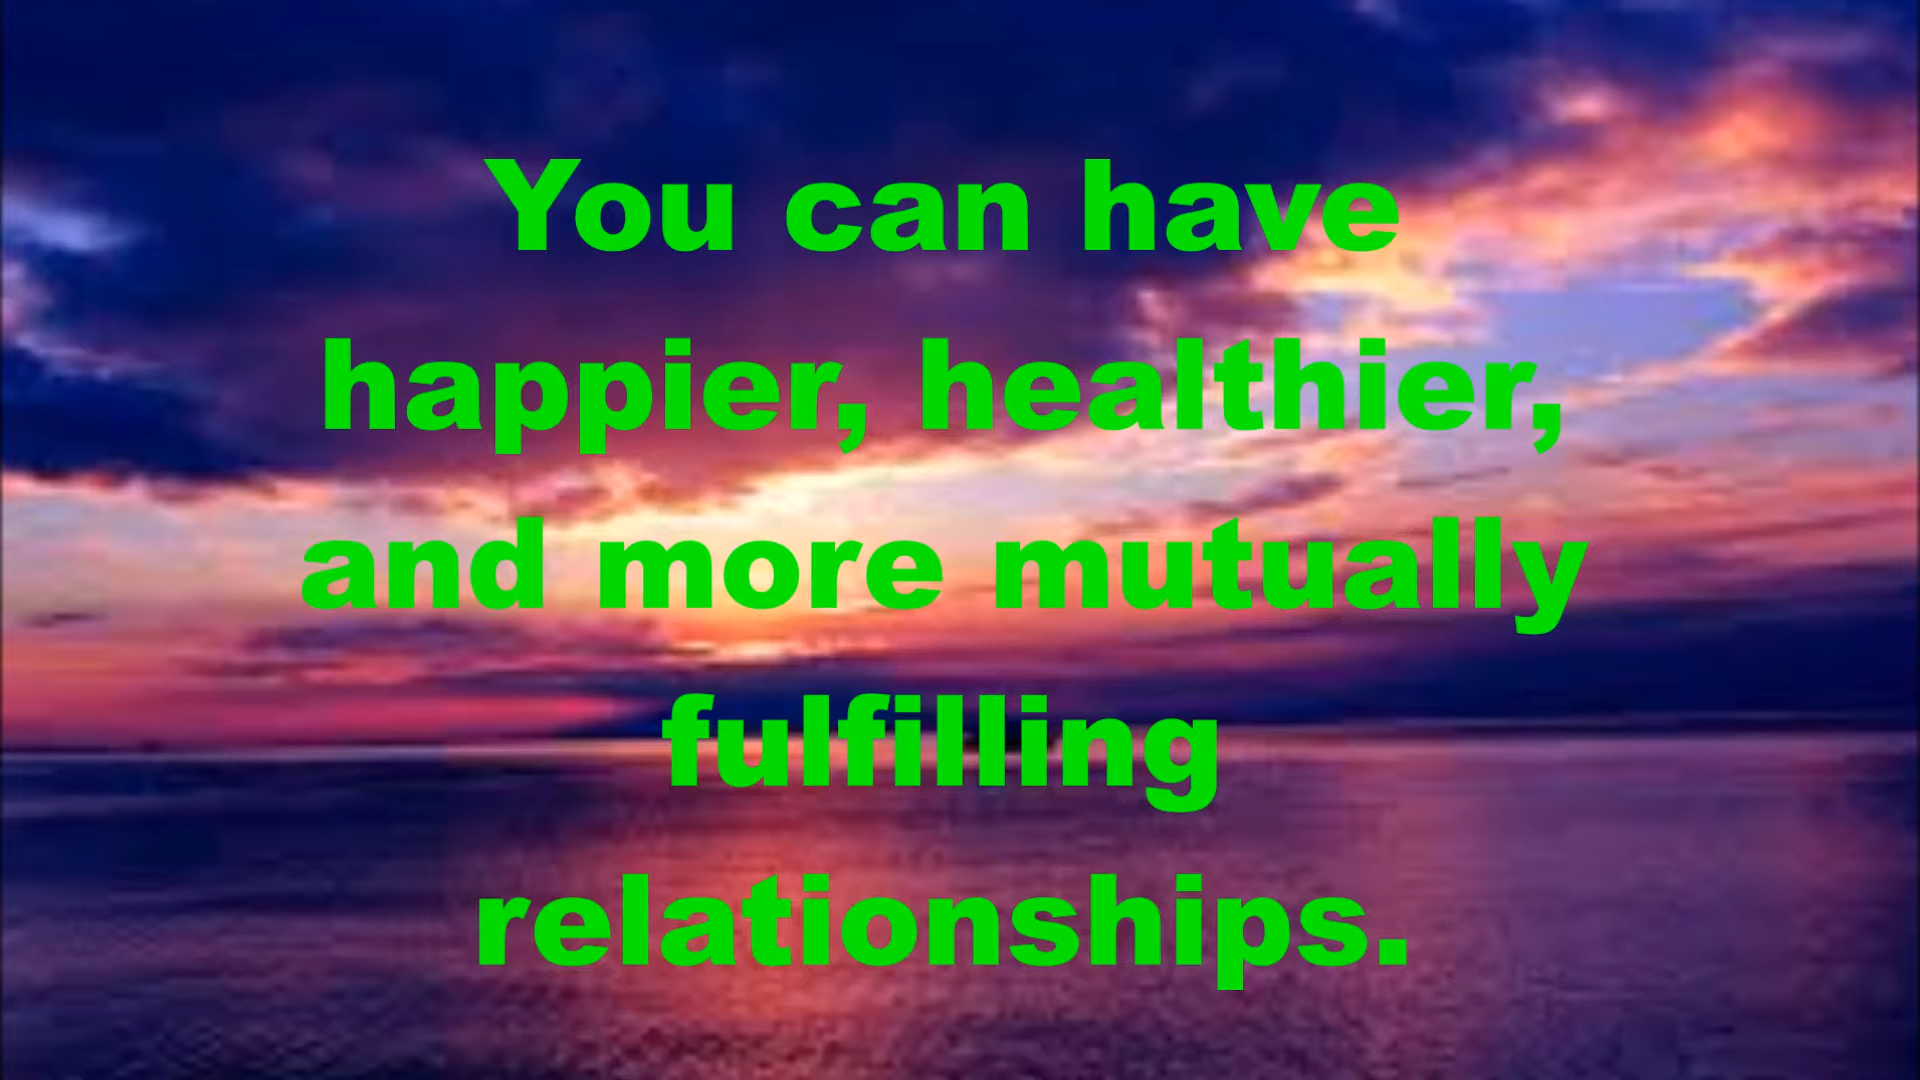 You can have
happier, healthier,
and more mutually
fulfilling
relationships.